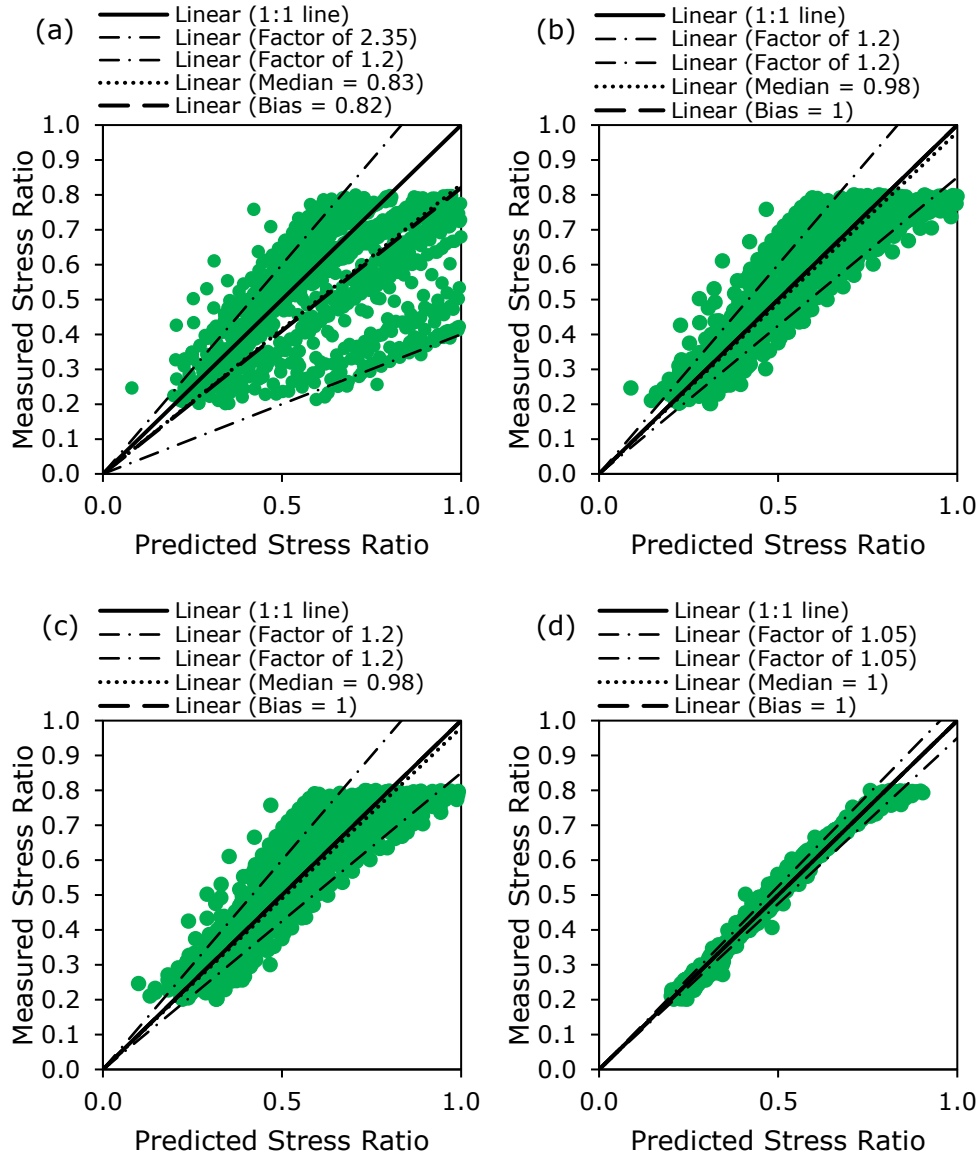 (a)
Linear (1:1 line)
Linear (Factor of 2.35)
Linear (Factor of 1.2)
Linear (Median = 0.83)
Linear (Bias = 0.82)
Measured Stress Ratio
1.0
0.9
0.8
0.7
0.6
0.5
0.4
0.3
0.2
0.1
0.0
0.0 0.5 1.0
Predicted Stress Ratio
(b)
Linear (1:1 line)
Linear (Factor of 1.2)
Linear (Factor of 1.2)
Linear (Median = 0.98)
Linear (Bias = 1)
Measured Stress Ratio
1.0
0.9
0.8
0.7
0.6
0.5
0.4
0.3
0.2
0.1
0.0
0.0 0.5 1.0
Predicted Stress Ratio
(c)
Linear (1:1 line)
Linear (Factor of 1.2)
Linear (Factor of 1.2)
Linear (Median = 0.98)
Linear (Bias = 1)
Measured Stress Ratio
1.0
0.9
0.8
0.7
0.6
0.5
0.4
0.3
0.2
0.1
0.0
0.0 0.5 1.0
Predicted Stress Ratio
(d)
Linear (1:1 line)
Linear (Factor of 1.05)
Linear (Factor of 1.05)
Linear (Median = 1)
Linear (Bias = 1)
Measured Stress Ratio
1.0
0.9
0.8
0.7
0.6
0.5
0.4
0.3
0.2
0.1
0.0
0.0 0.5 1.0
Predicted Stress Ratio